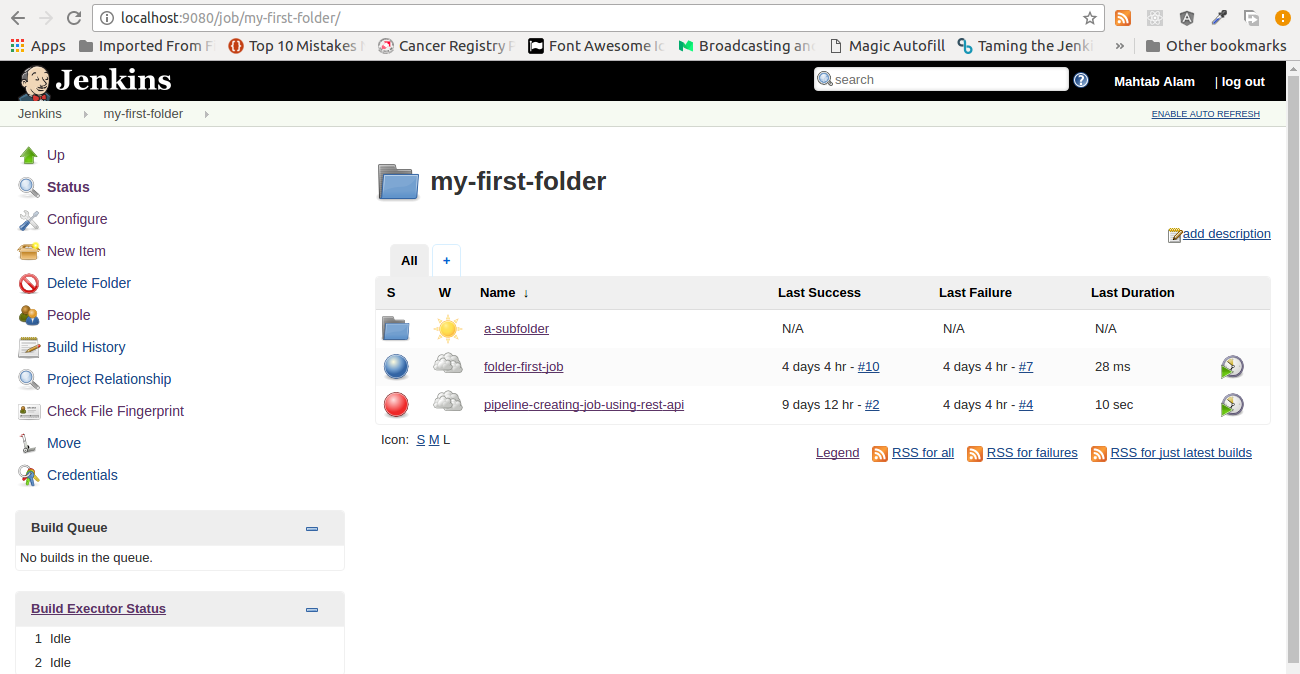 localhost:9080/job/my-first-folder/
Apps Imported From F Top 10 Mistakes Cancer Registry Font Awesome Broadcasting an Magic Autofill Taming the Jenk » Other bookmarks
Jenkins search Mahtab Alam | log out
Jenkins my-first-folder ENABLE AUTO REFRESH
Up
Status
Configure
New Item
Delete Folder
People
Build History
Project Relationship
Check File Fingerprint
Move
Credentials
Build Queue
No builds in the queue.
Build Executor Status
1 Idle
2 Idle
my-first-folder
add description
All +
S W Name ↓ Last Success Last Failure Last Duration
a-subfolder N/A N/A N/A
folder-first-job 4 days 4 hr - #10 4 days 4 hr - #7 28 ms
pipeline-creating-job-using-rest-api 9 days 12 hr - #2 4 days 4 hr - #4 10 sec
Icon: S M L
Legend RSS for all RSS for failures RSS for just latest builds